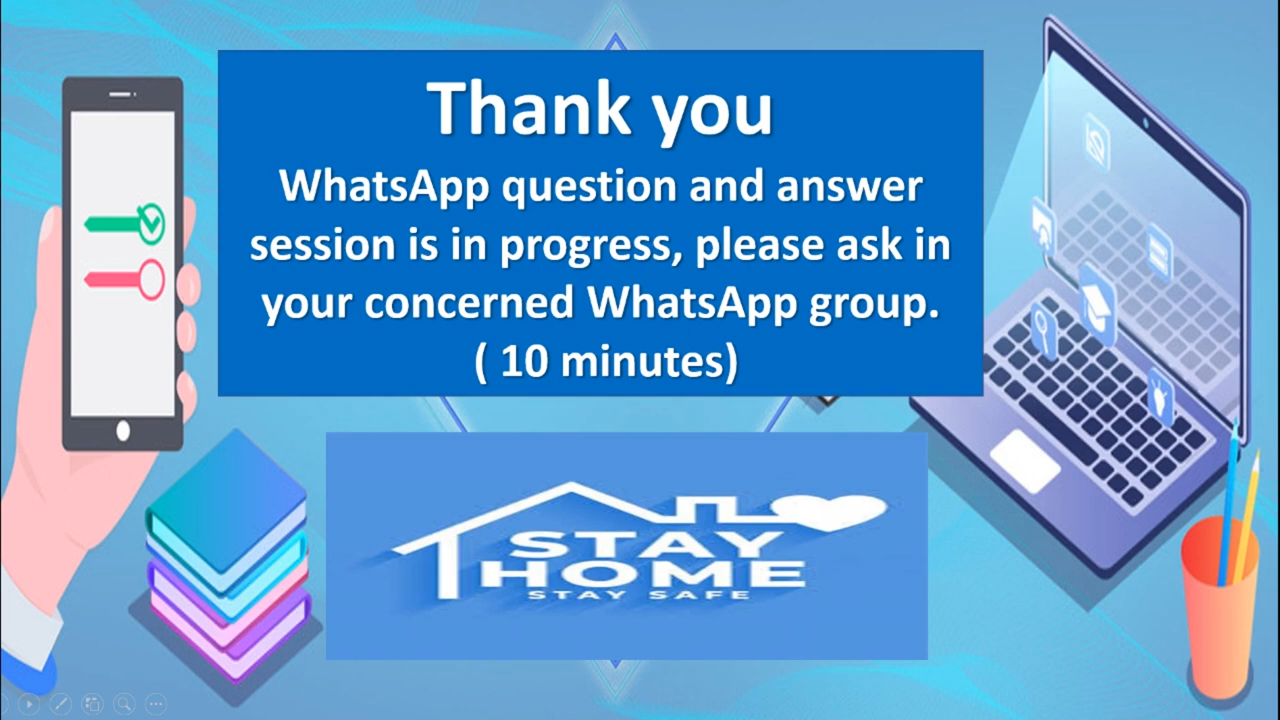 Thank you
WhatsApp question and answer
session is in progress, please ask in
your concerned WhatsApp group.
( 10 minutes)
STAY
HOME
STAY SAFE